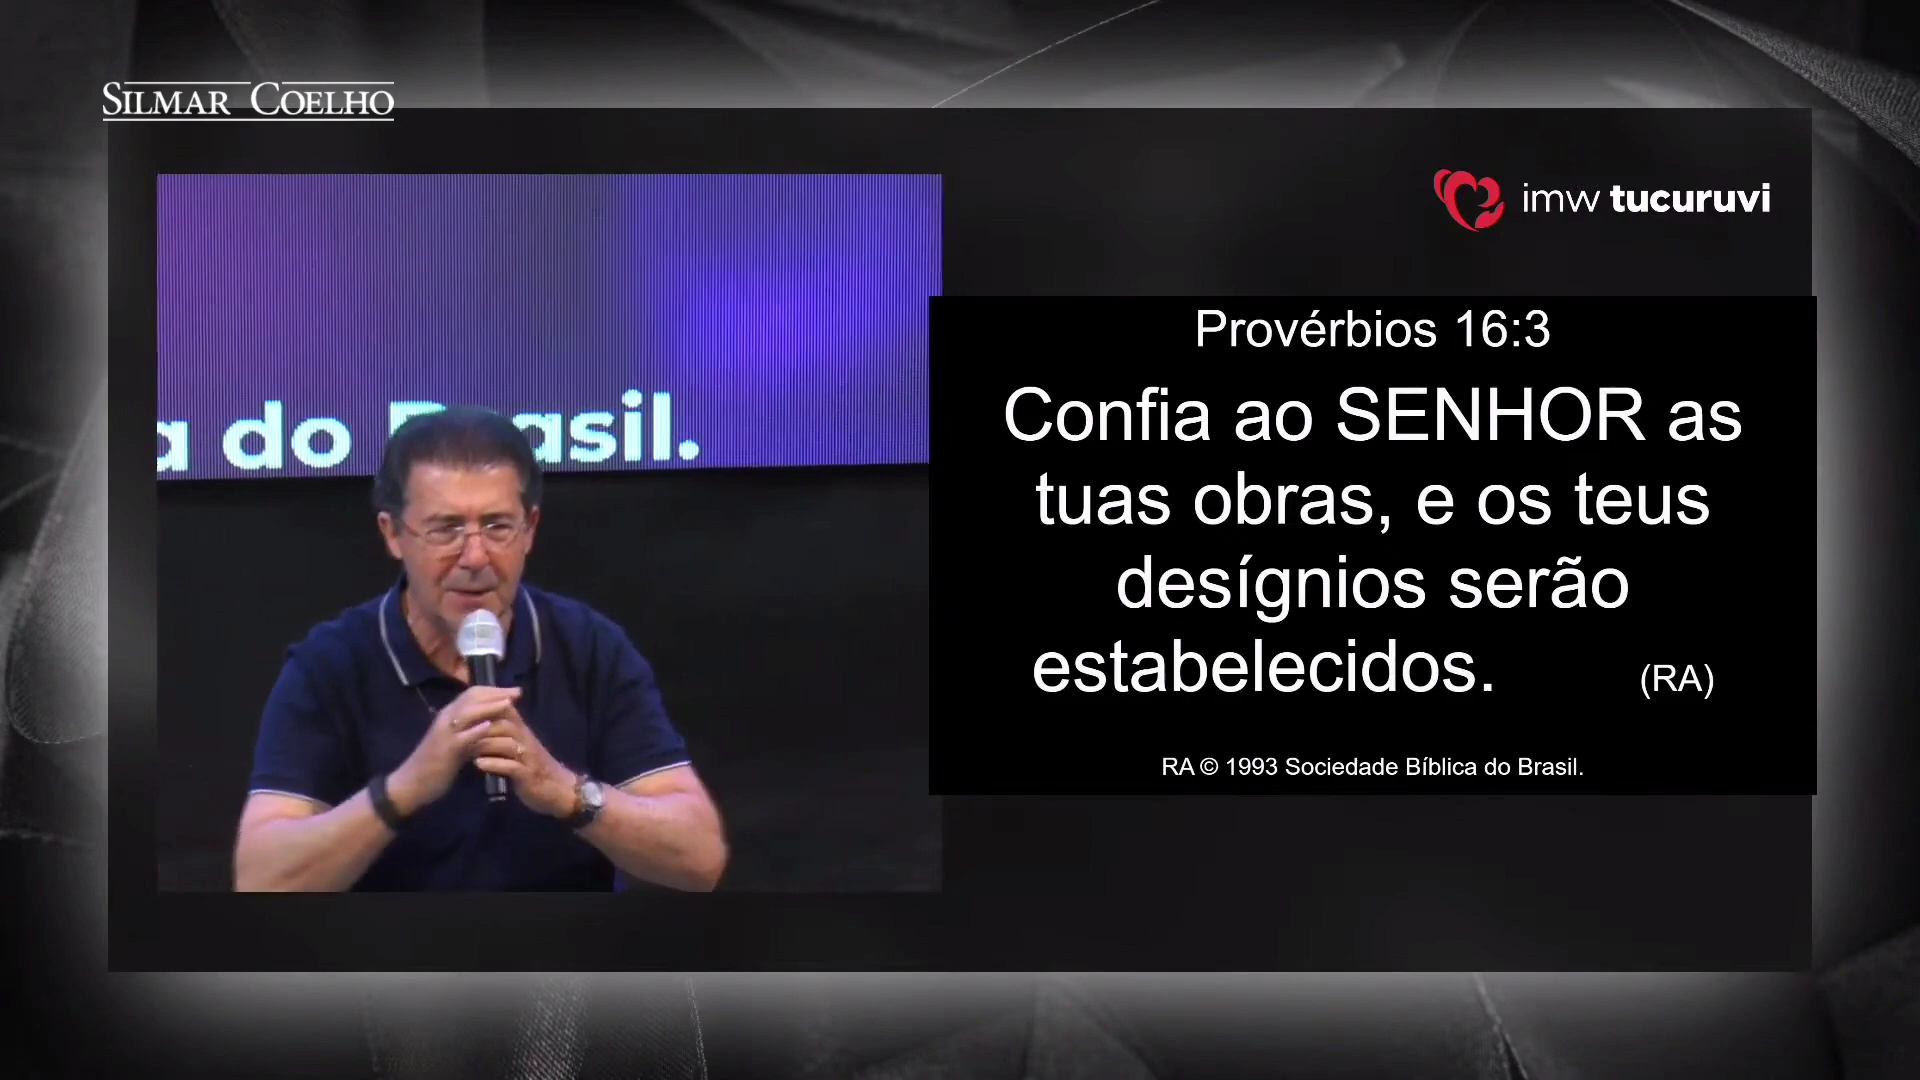 SILMAR COELHO
imw tucuruvi
a do Brasil.
Provérbios 16:3
Confia ao SENHOR as
tuas obras, e os teus
desígnios serão
estabelecidos. (RA)
RA © 1993 Sociedade Bíblica do Brasil.